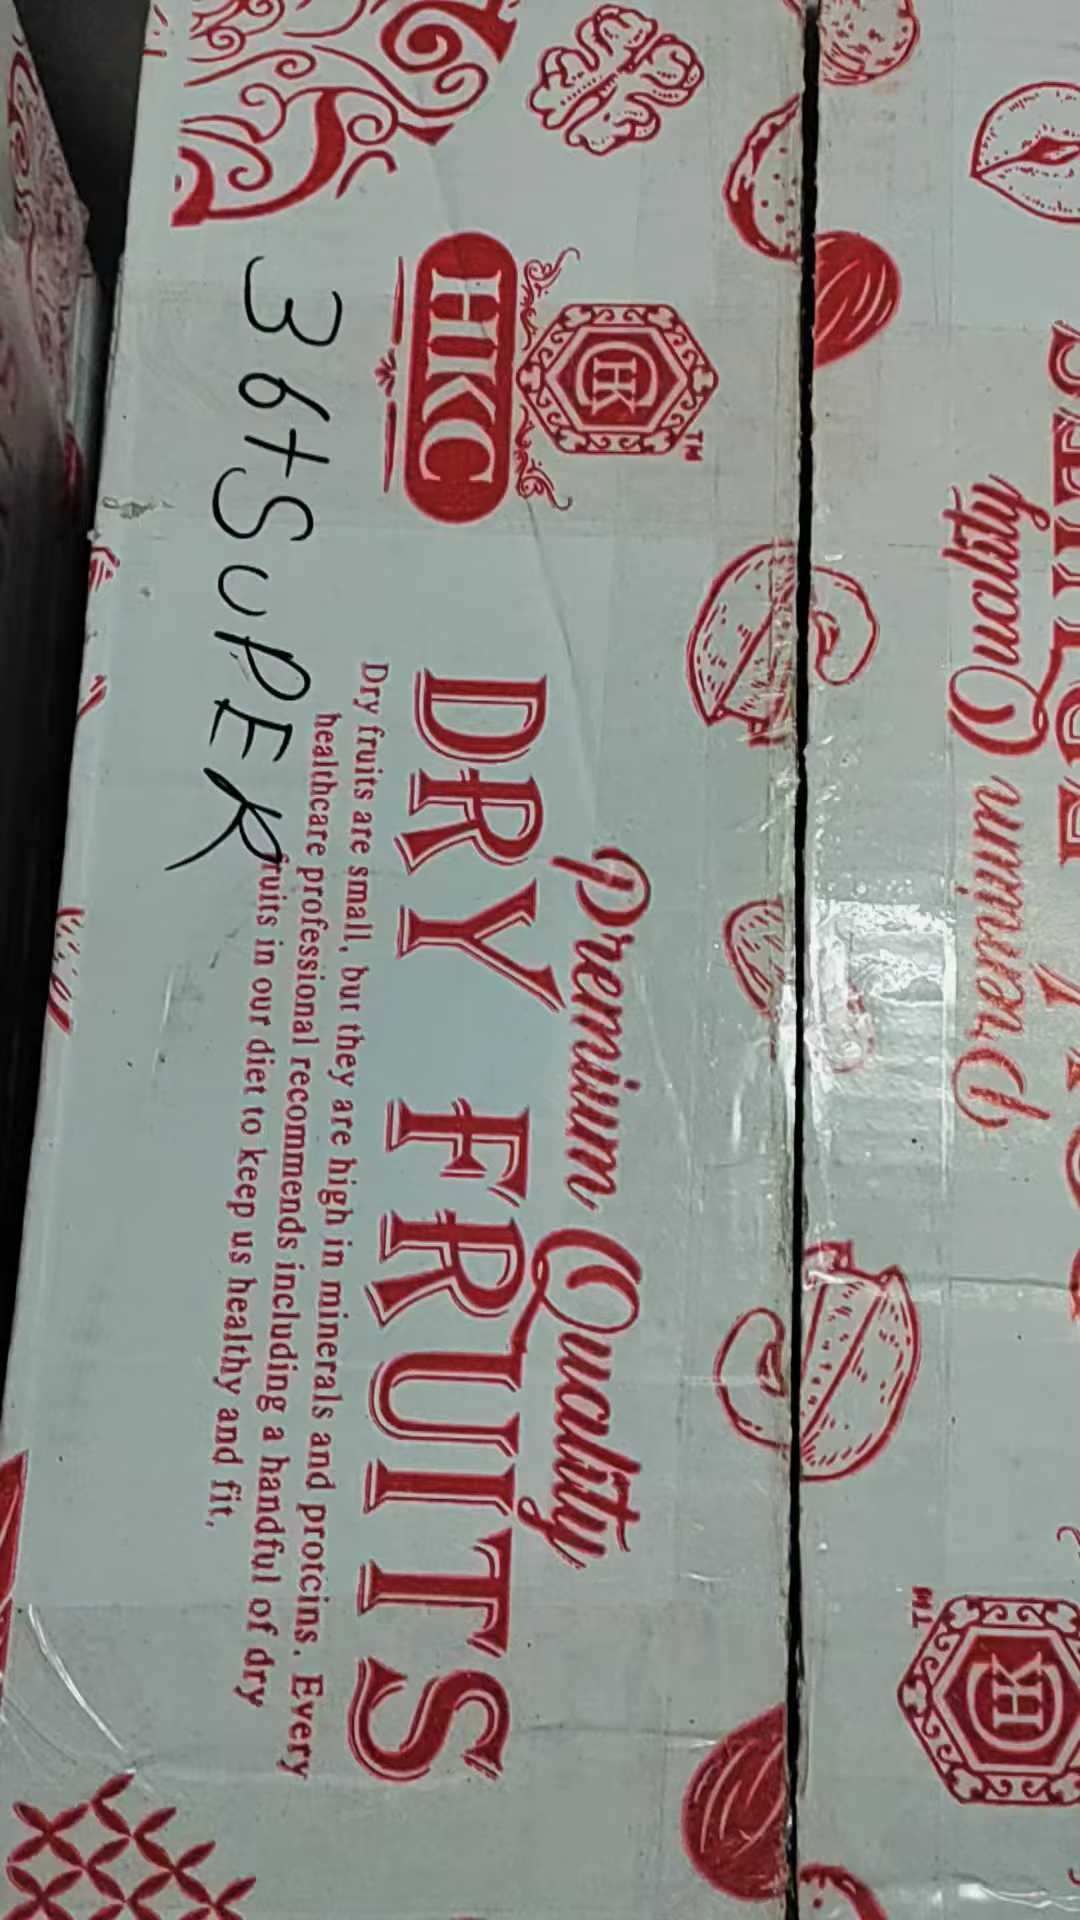 HK
TM
HKC
Premium Quality
DRY FRUITS
Dry fruits are small, but they are high in minerals and protcins. Every
healthcare professional recommends including a handful of dry
fruits in our diet to keep us healthy and fit.
36+SUPER
Premium Quality
HK
TM